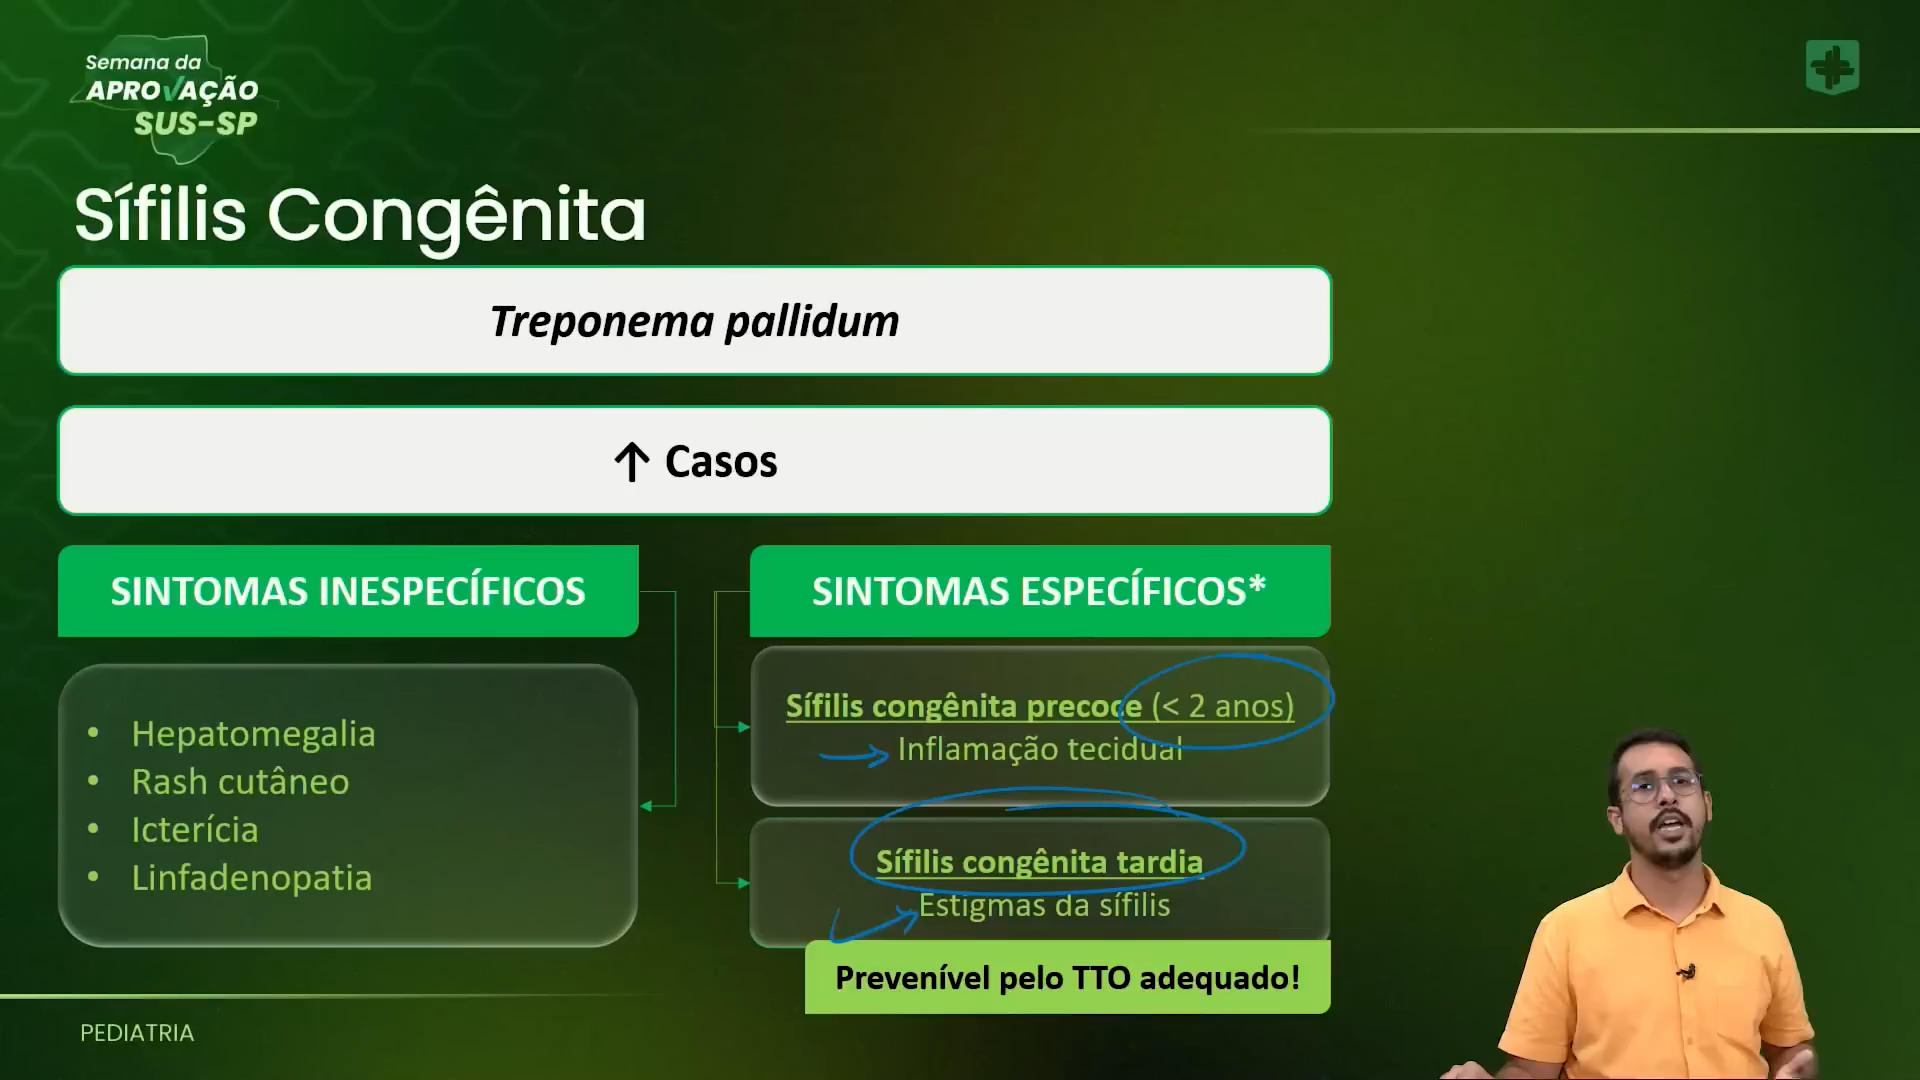 Semana da
APROVAÇÃO
SUS-SP
Sífilis Congênita
Treponema pallidum
↑ Casos
SINTOMAS INESPECÍFICOS
• Hepatomegalia
• Rash cutâneo
• Icterícia
• Linfadenopatia
SINTOMAS ESPECÍFICOS*
Sífilis congênita precoce (< 2 anos)
Inflamação tecidual
Sífilis congênita tardia
Estigmas da sífilis
Prevenível pelo TTO adequado!
PEDIATRIA